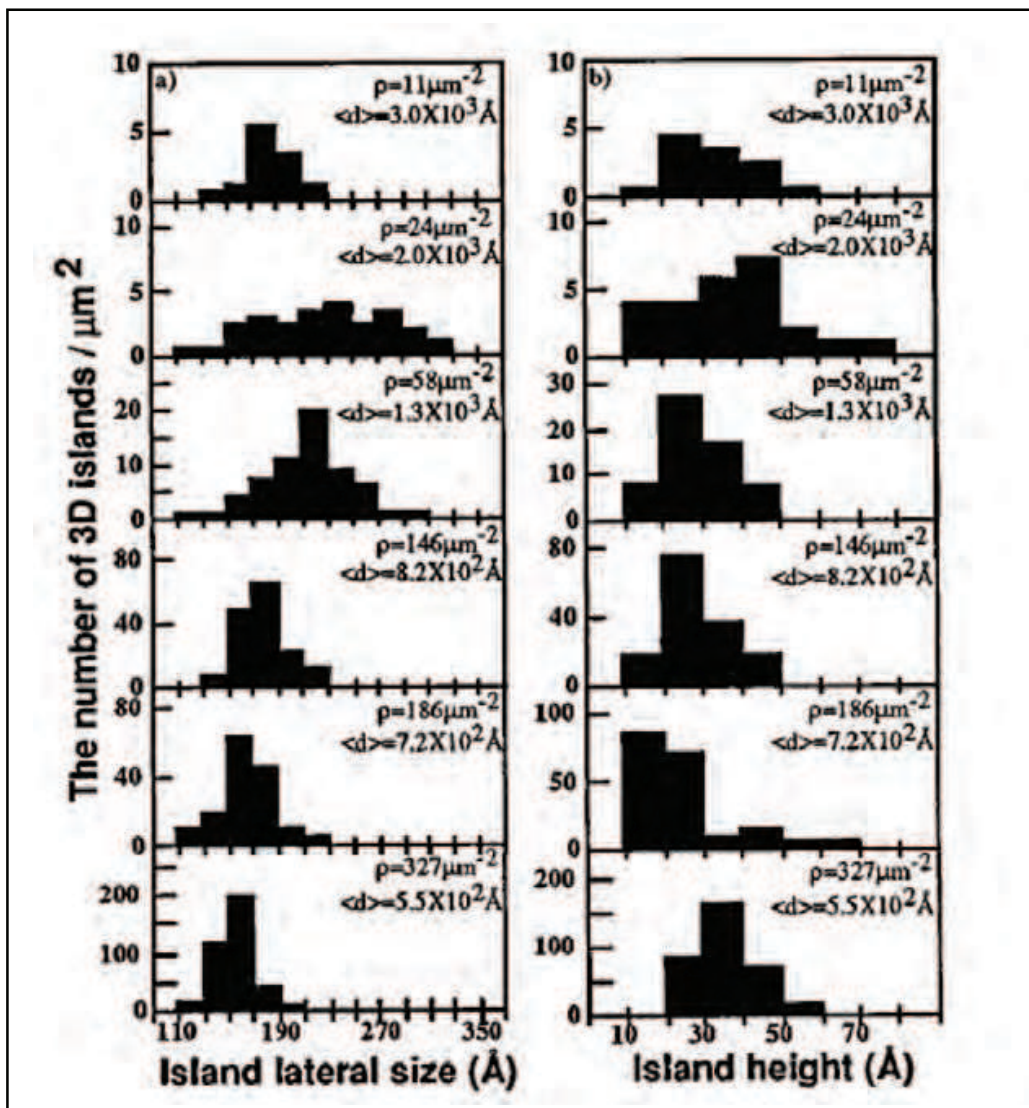 The number of 3D islands / μm²
a)
10
5
0
ρ=11μm⁻²
<d>=3.0X10³Å
10
5
0
ρ=24μm⁻²
<d>=2.0X10³Å
20
10
0
ρ=58μm⁻²
<d>=1.3X10³Å
80
40
0
ρ=146μm⁻²
<d>=8.2X10²Å
80
40
0
ρ=186μm⁻²
<d>=7.2X10²Å
200
100
0
ρ=327μm⁻²
<d>=5.5X10²Å
110 190 270 350
Island lateral size (Å)
b)
10
5
0
ρ=11μm⁻²
<d>=3.0X10³Å
10
5
0
ρ=24μm⁻²
<d>=2.0X10³Å
30
20
10
0
ρ=58μm⁻²
<d>=1.3X10³Å
80
40
0
ρ=146μm⁻²
<d>=8.2X10²Å
100
50
0
ρ=186μm⁻²
<d>=7.2X10²Å
200
100
0
ρ=327μm⁻²
<d>=5.5X10²Å
10 30 50 70
Island height (Å)